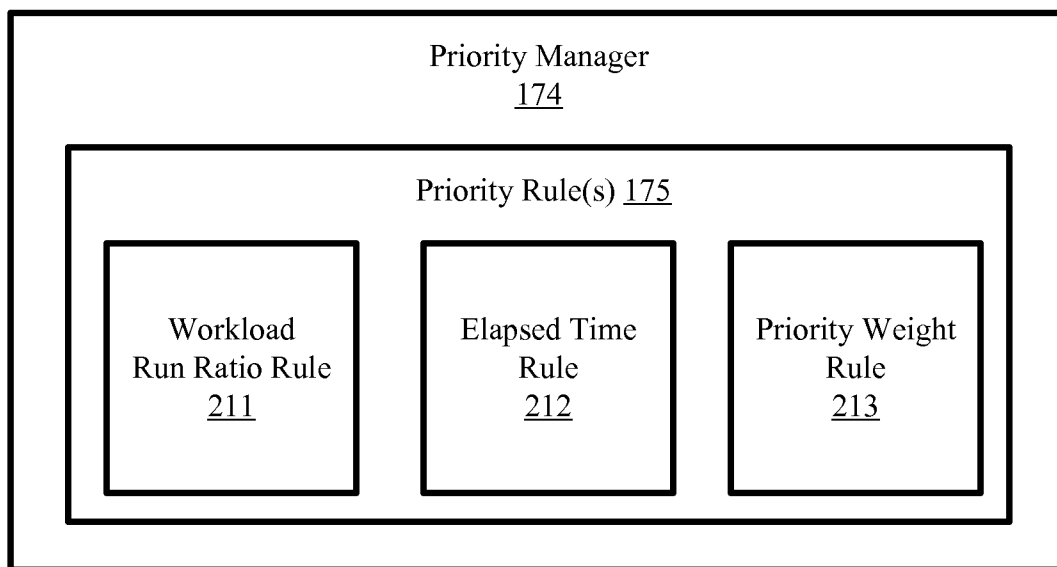 Priority Manager
174
Priority Rule(s) 175
Workload
Run Ratio Rule
211
Elapsed Time
Rule
212
Priority Weight
Rule
213